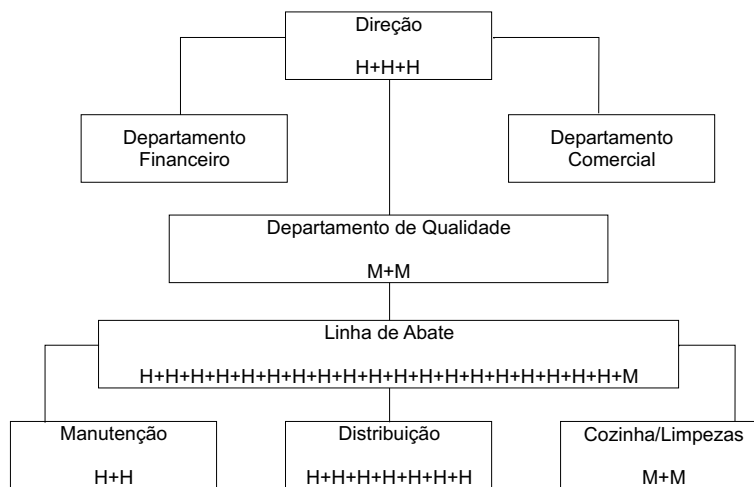 Direção
H+H+H
Departamento
Financeiro
Departamento
Comercial
Departamento de Qualidade
M+M
Linha de Abate
H+H+H+H+H+H+H+H+H+H+H+H+H+H+H+H+H+H+H+M
Manutenção
H+H
Distribuição
H+H+H+H+H+H+H
Cozinha/Limpezas
M+M